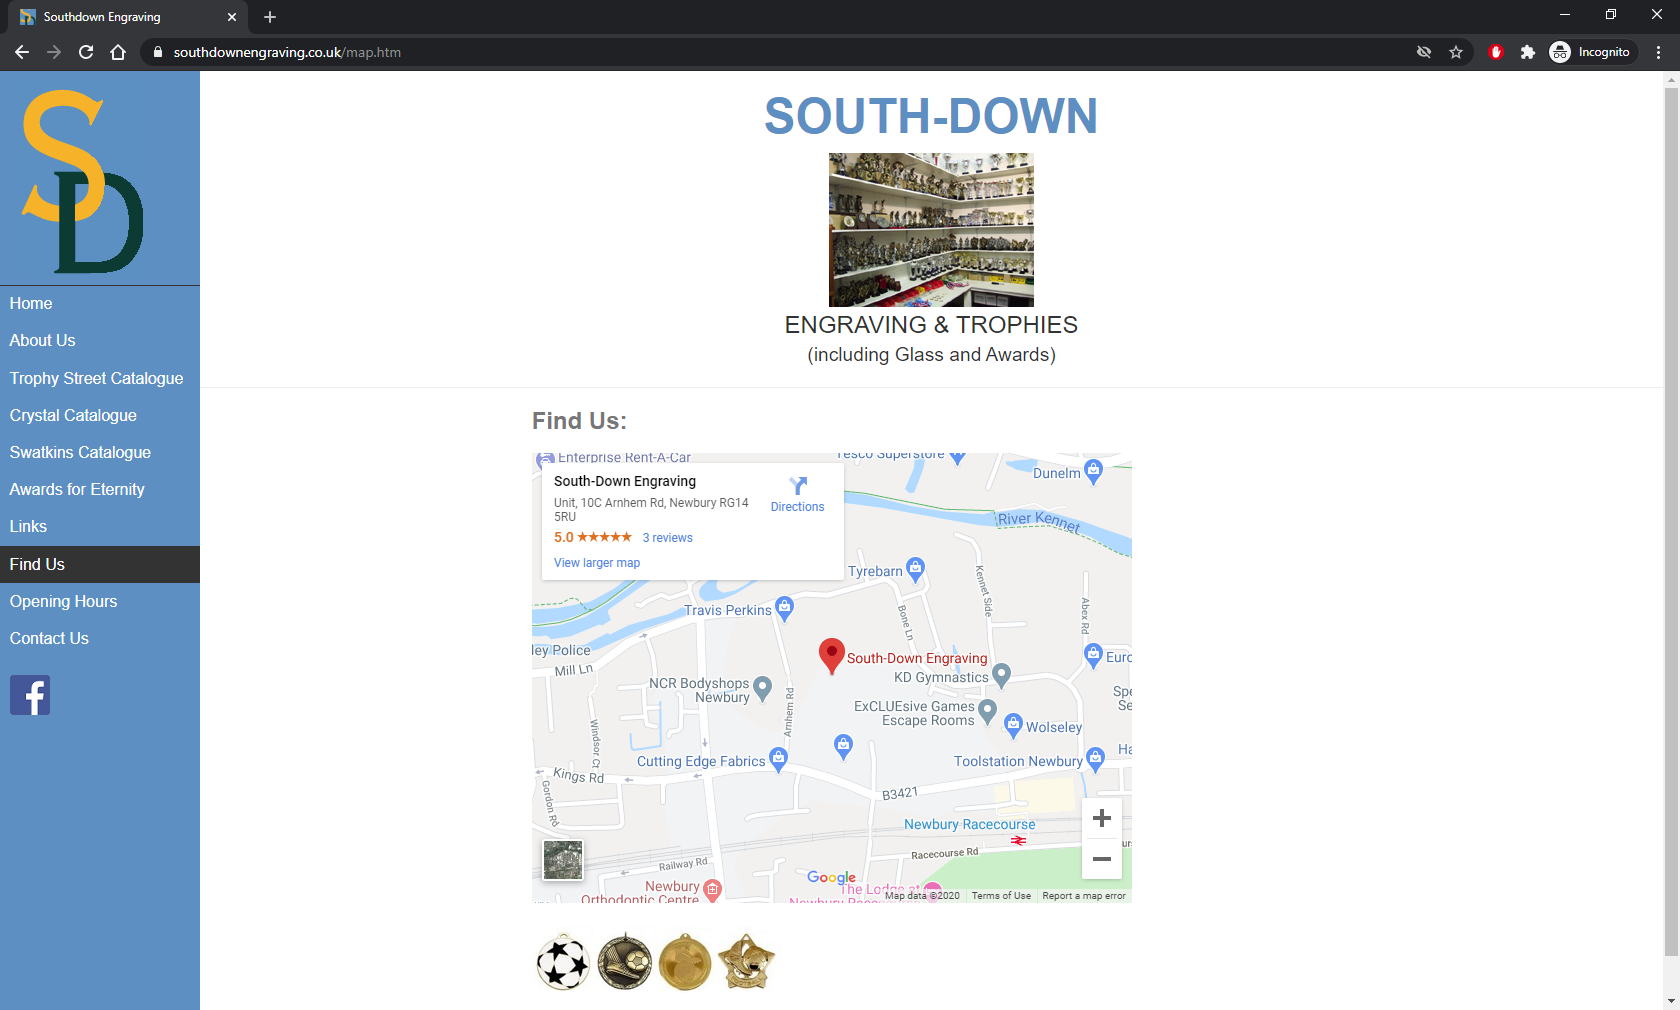 Southdown Engraving
southdownengraving.co.uk/map.htm
Incognito
SD
Home
About Us
Trophy Street Catalogue
Crystal Catalogue
Swatkins Catalogue
Awards for Eternity
Links
Find Us
Opening Hours
Contact Us
SOUTH-DOWN
ENGRAVING & TROPHIES
(including Glass and Awards)
Find Us:
Enterprise Rent-A-Car
Tesco Superstore
Dunelm
South-Down Engraving
Unit, 10C Arnhem Rd, Newbury RG14
5RU
Directions
5.0
3 reviews
View larger map
River Kennet
Tyrebarn
Kennet Side
Travis Perkins
Bone Ln
Abex Rd
ley Police
Mill Ln
South-Down Engraving
Euro
KD Gymnastics
NCR Bodyshops
Newbury
Arnhem Rd
Spe
Se
ExCLUEsive Games
Escape Rooms
Wolseley
Windsor Ct
Ha
Cutting Edge Fabrics
Toolstation Newbury
Kings Rd
Gordon Rd
B3421
Newbury Racecourse
Racecourse Rd
Railway Rd
Google
Newbury
Orthodontic Centre
The Lodge at
Newbury Racecourse
Map data ©2020
Terms of Use
Report a map error